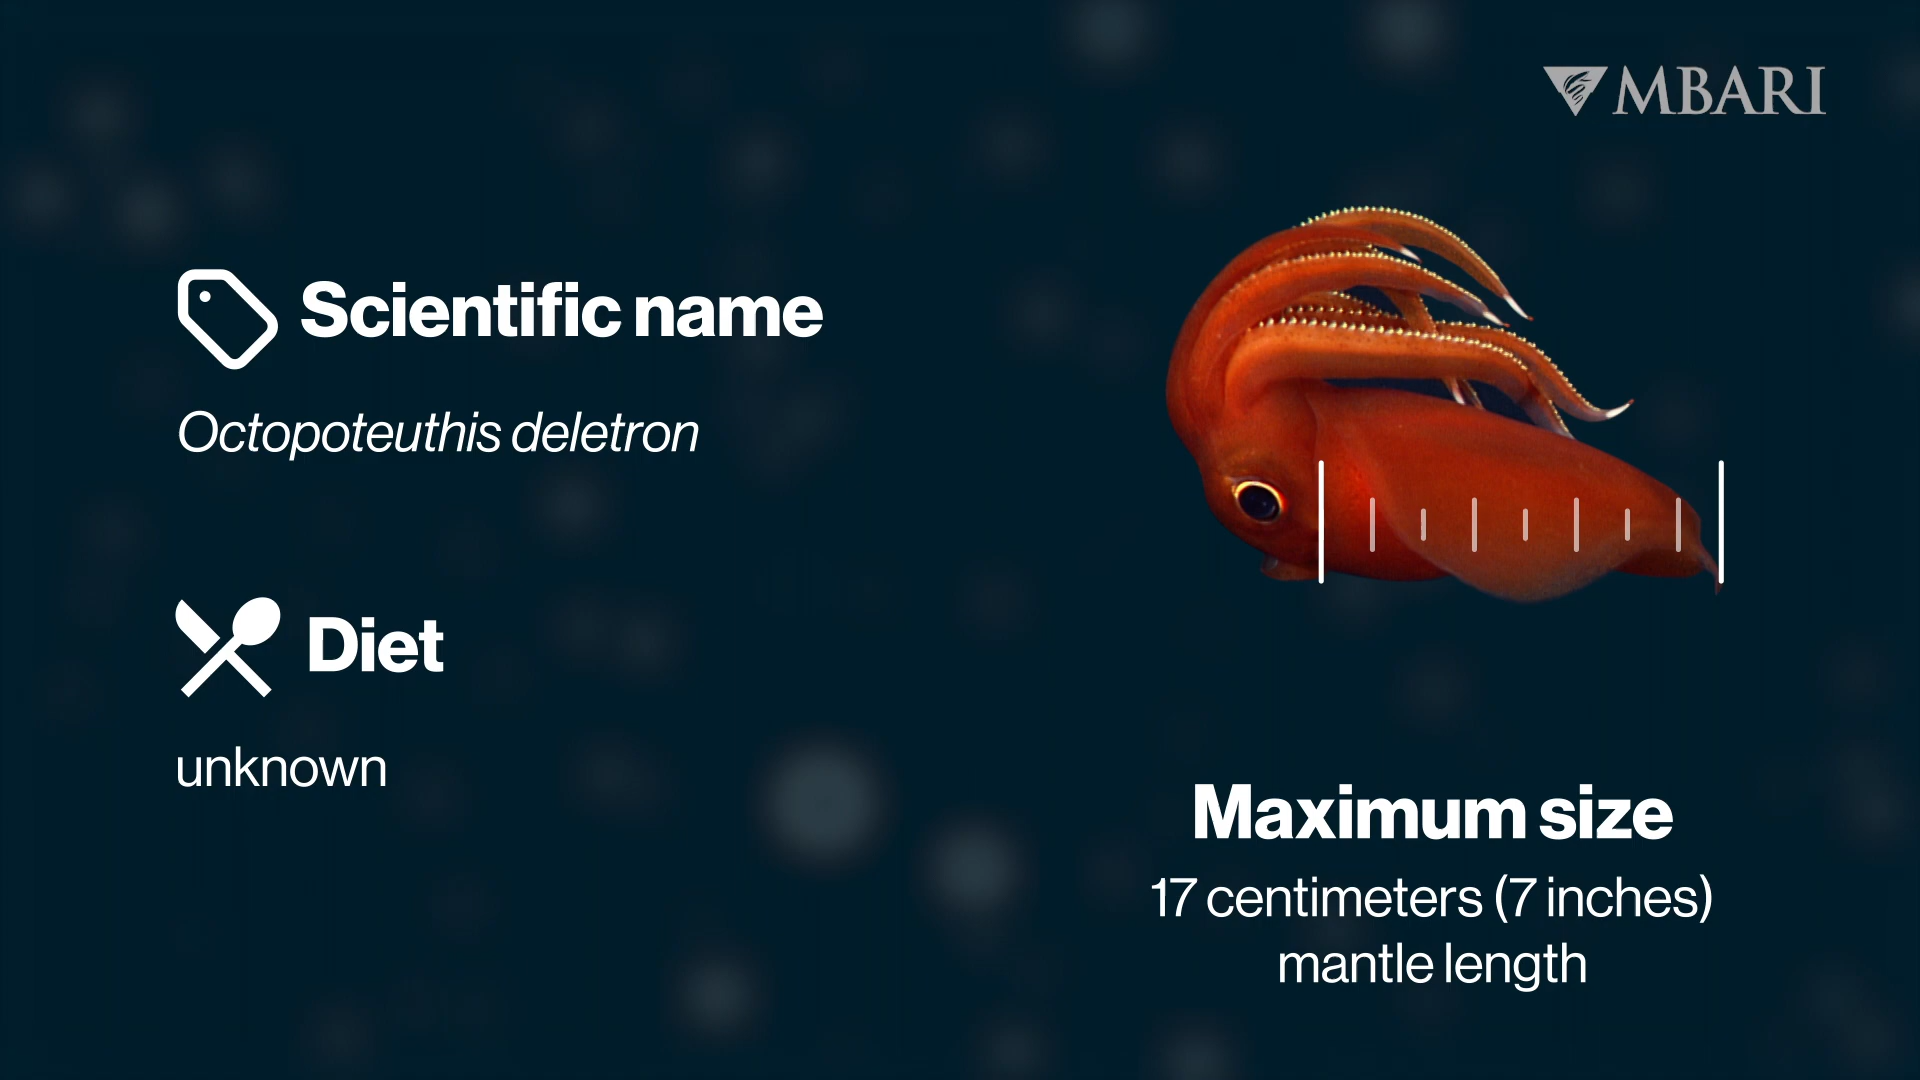 MBARI
Scientific name
Octopoteuthis deletron
Diet
unknown
Maximum size
17 centimeters (7 inches)
mantle length